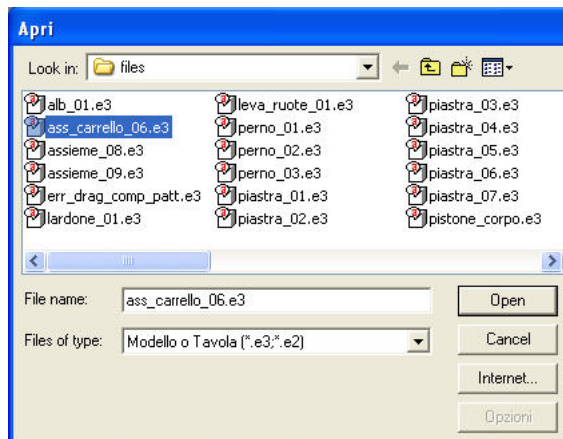 Apri
Look in: files
alb_01.e3
ass_carrello_06.e3
assieme_08.e3
assieme_09.e3
err_drag_comp_patt.e3
lardone_01.e3
leva_ruote_01.e3
perno_01.e3
perno_02.e3
perno_03.e3
piastra_01.e3
piastra_02.e3
piastra_03.e3
piastra_04.e3
piastra_05.e3
piastra_06.e3
piastra_07.e3
pistone_corpo.e3
File name: ass_carrello_06.e3 Open
Files of type: Modello o Tavola (*.e3;*.e2) Cancel
Internet...
Opzioni